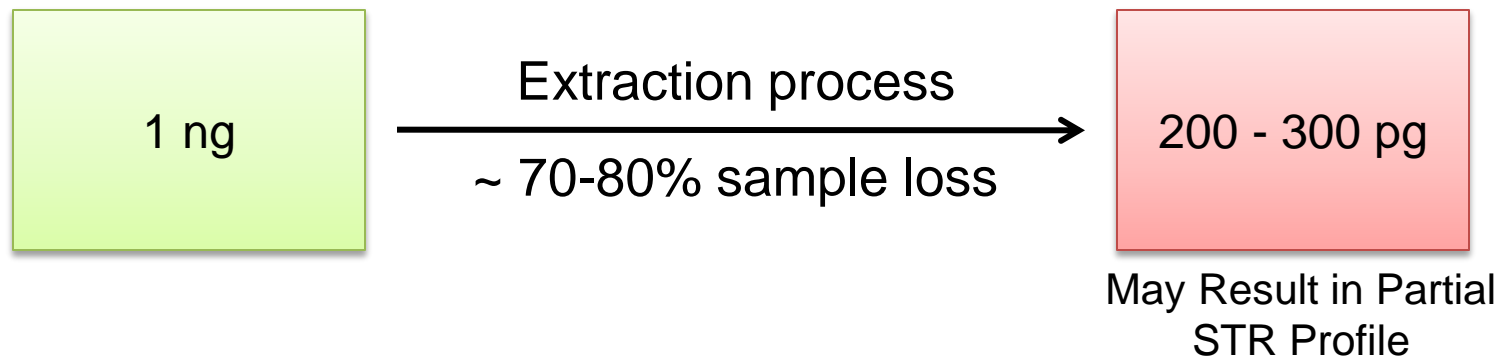 1 ng
Extraction process
~ 70-80% sample loss
200 - 300 pg
May Result in Partial
STR Profile